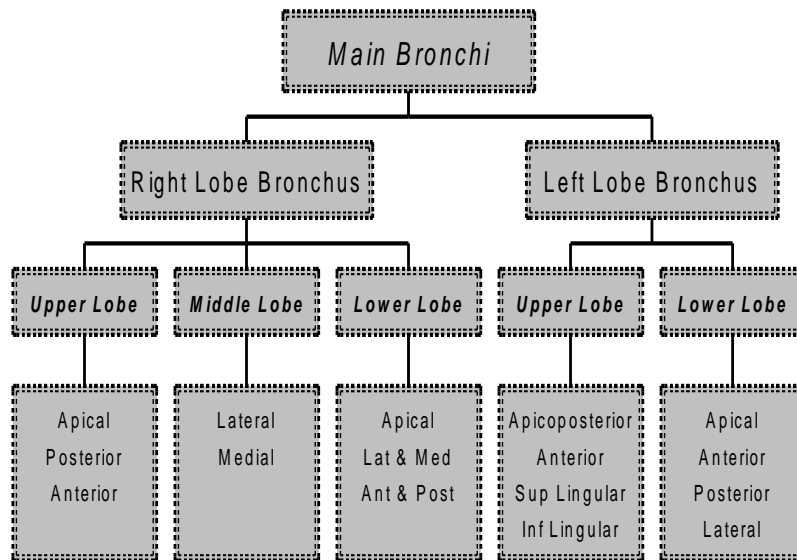 Main Bronchi
Right Lobe Bronchus
Left Lobe Bronchus
Upper Lobe
Middle Lobe
Lower Lobe
Upper Lobe
Lower Lobe
Apical
Posterior
Anterior
Lateral
Medial
Apical
Lat & Med
Ant & Post
Apicoposterior
Anterior
Sup Lingular
Inf Lingular
Apical
Anterior
Posterior
Lateral